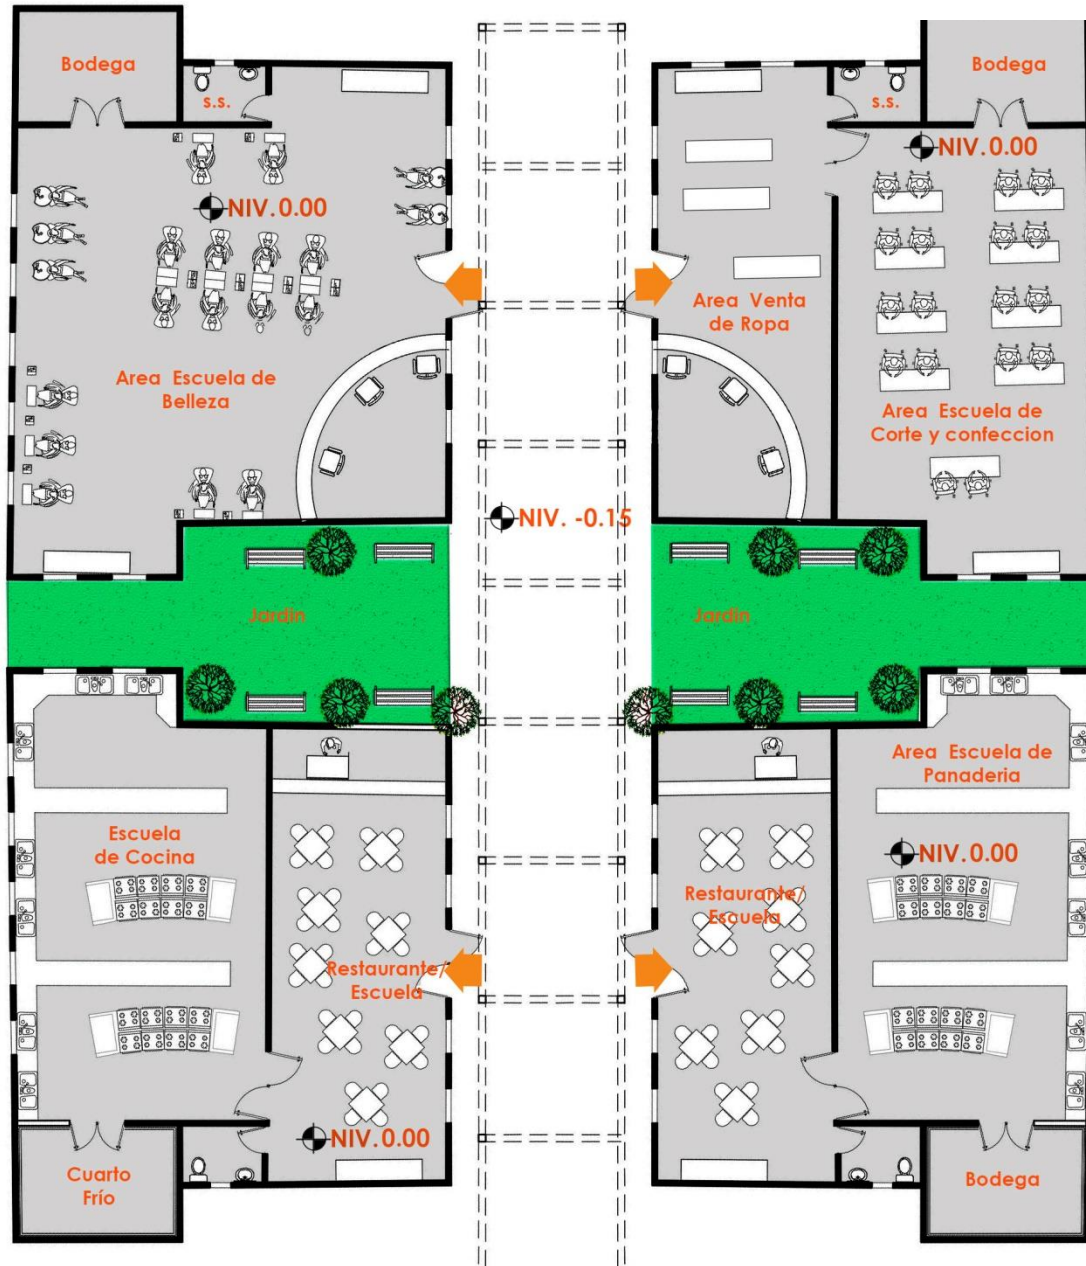 Bodega
Bodega
s.s.
s.s.
NIV. 0.00
NIV. 0.00
Area Venta
de Ropa
Area Escuela de
Belleza
Area Escuela de
Corte y confeccion
NIV. -0.15
Jardin
Jardin
Area Escuela de
Panaderia
Escuela
de Cocina
NIV. 0.00
Restaurante/
Escuela
Restaurante/
Escuela
NIV. 0.00
Cuarto
Frío
Bodega